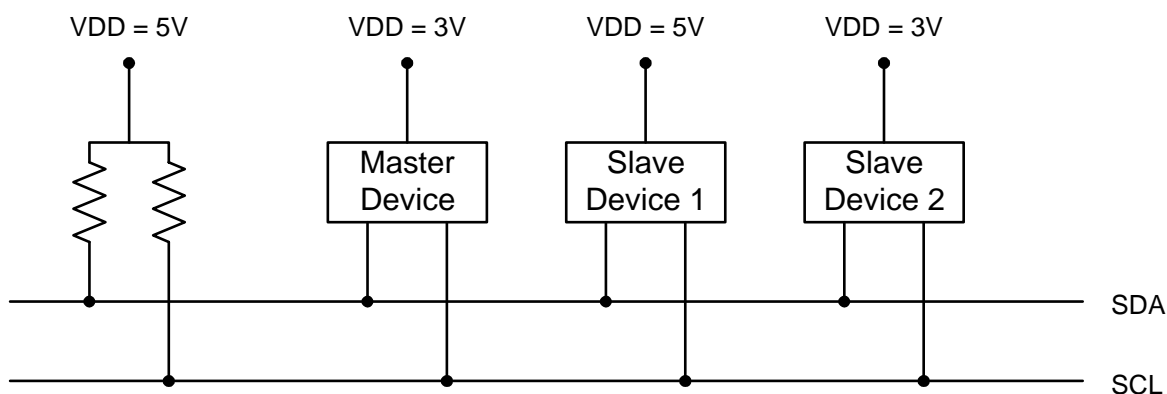 VDD = 5V
VDD = 3V
VDD = 5V
VDD = 3V
Master
Device
Slave
Device 1
Slave
Device 2
SDA
SCL